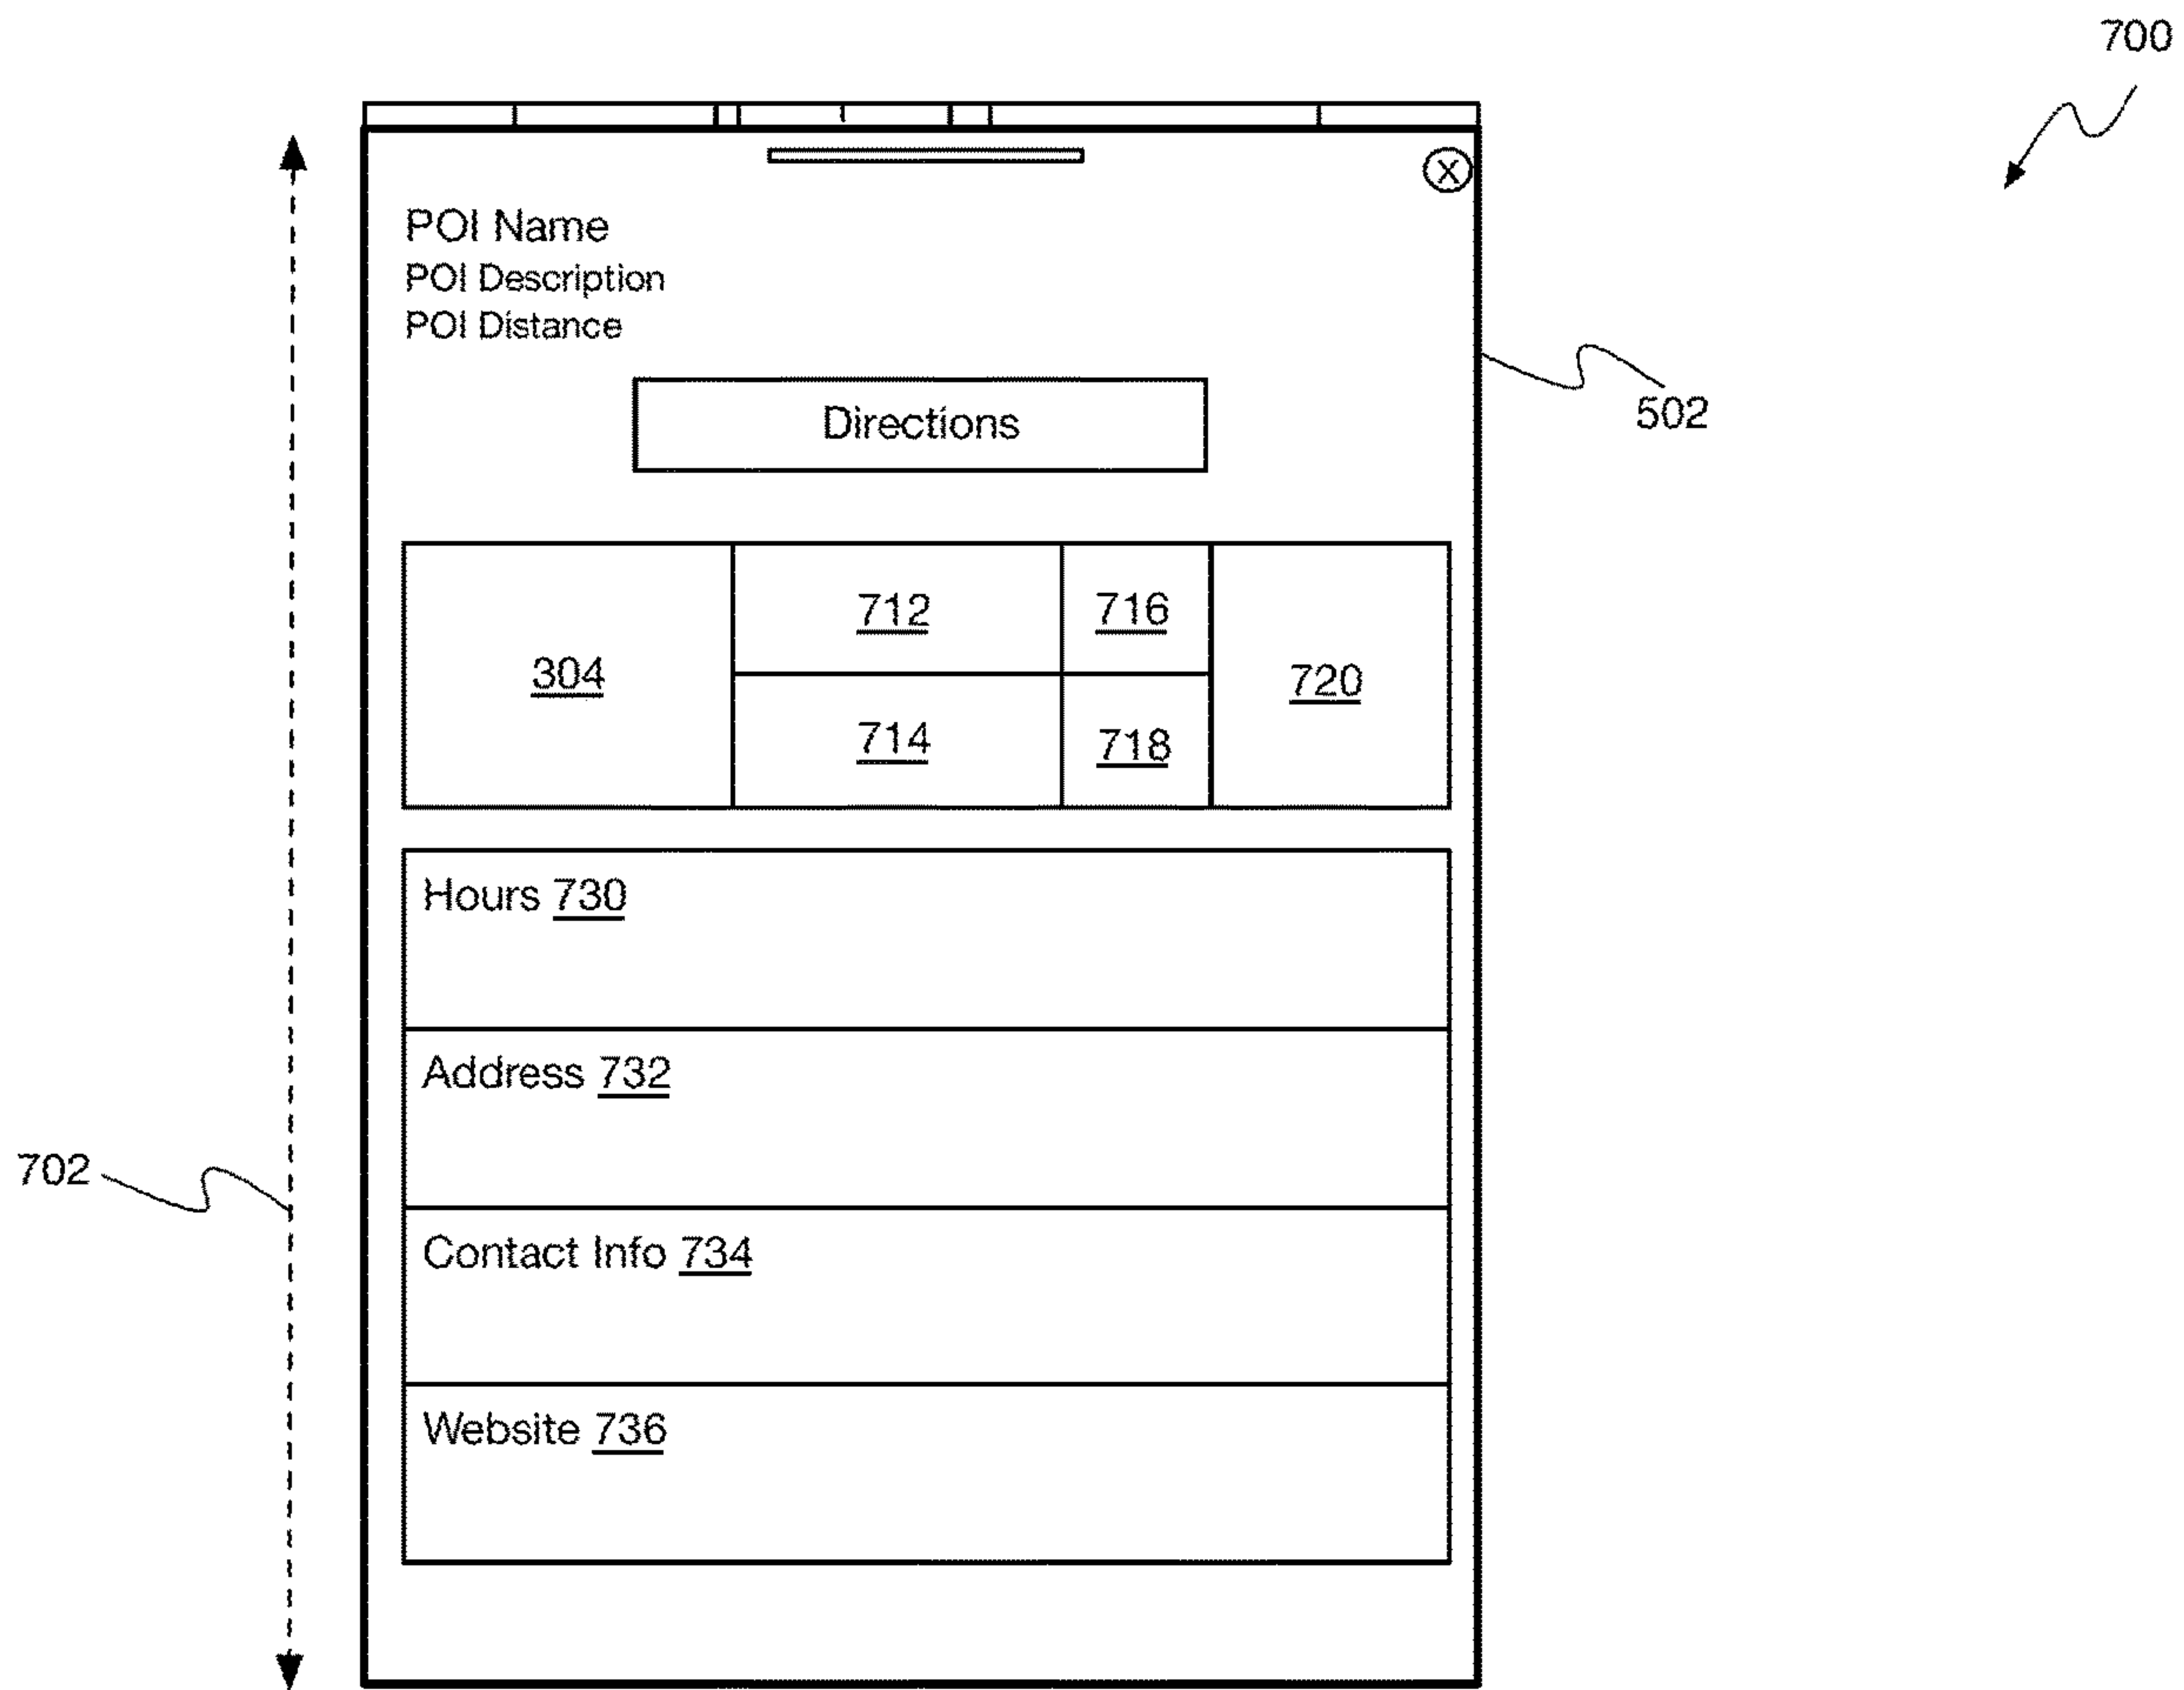 700
X
POI Name
POI Description
POI Distance
502
Directions
304
712
716
720
714
718
Hours 730
Address 732
702
Contact Info 734
Website 736